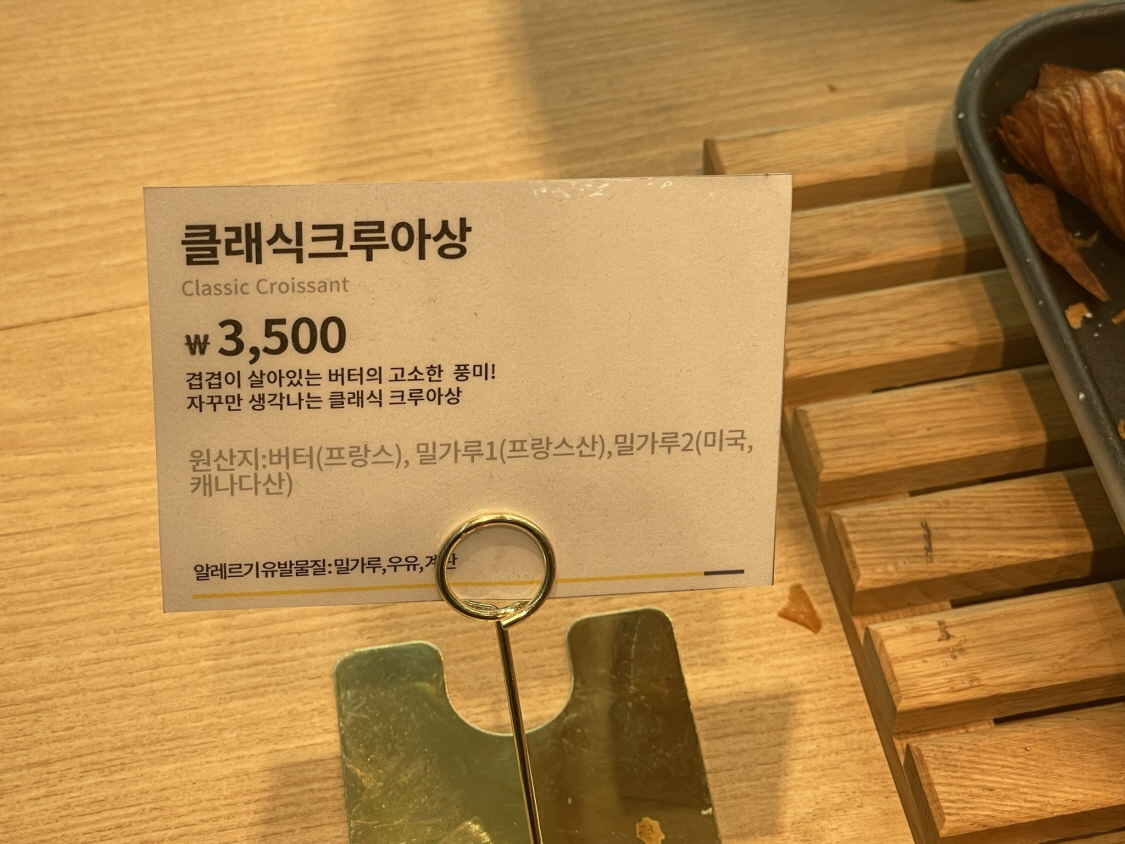 클래식크루아상
Classic Croissant
₩ 3,500
겹겹이 살아있는 버터의 고소한 풍미!
자꾸만 생각나는 클래식 크루아상
원산지:버터(프랑스), 밀가루1(프랑스산),밀가루2(미국,
캐나다산)
알레르기유발물질:밀가루,우유,계란